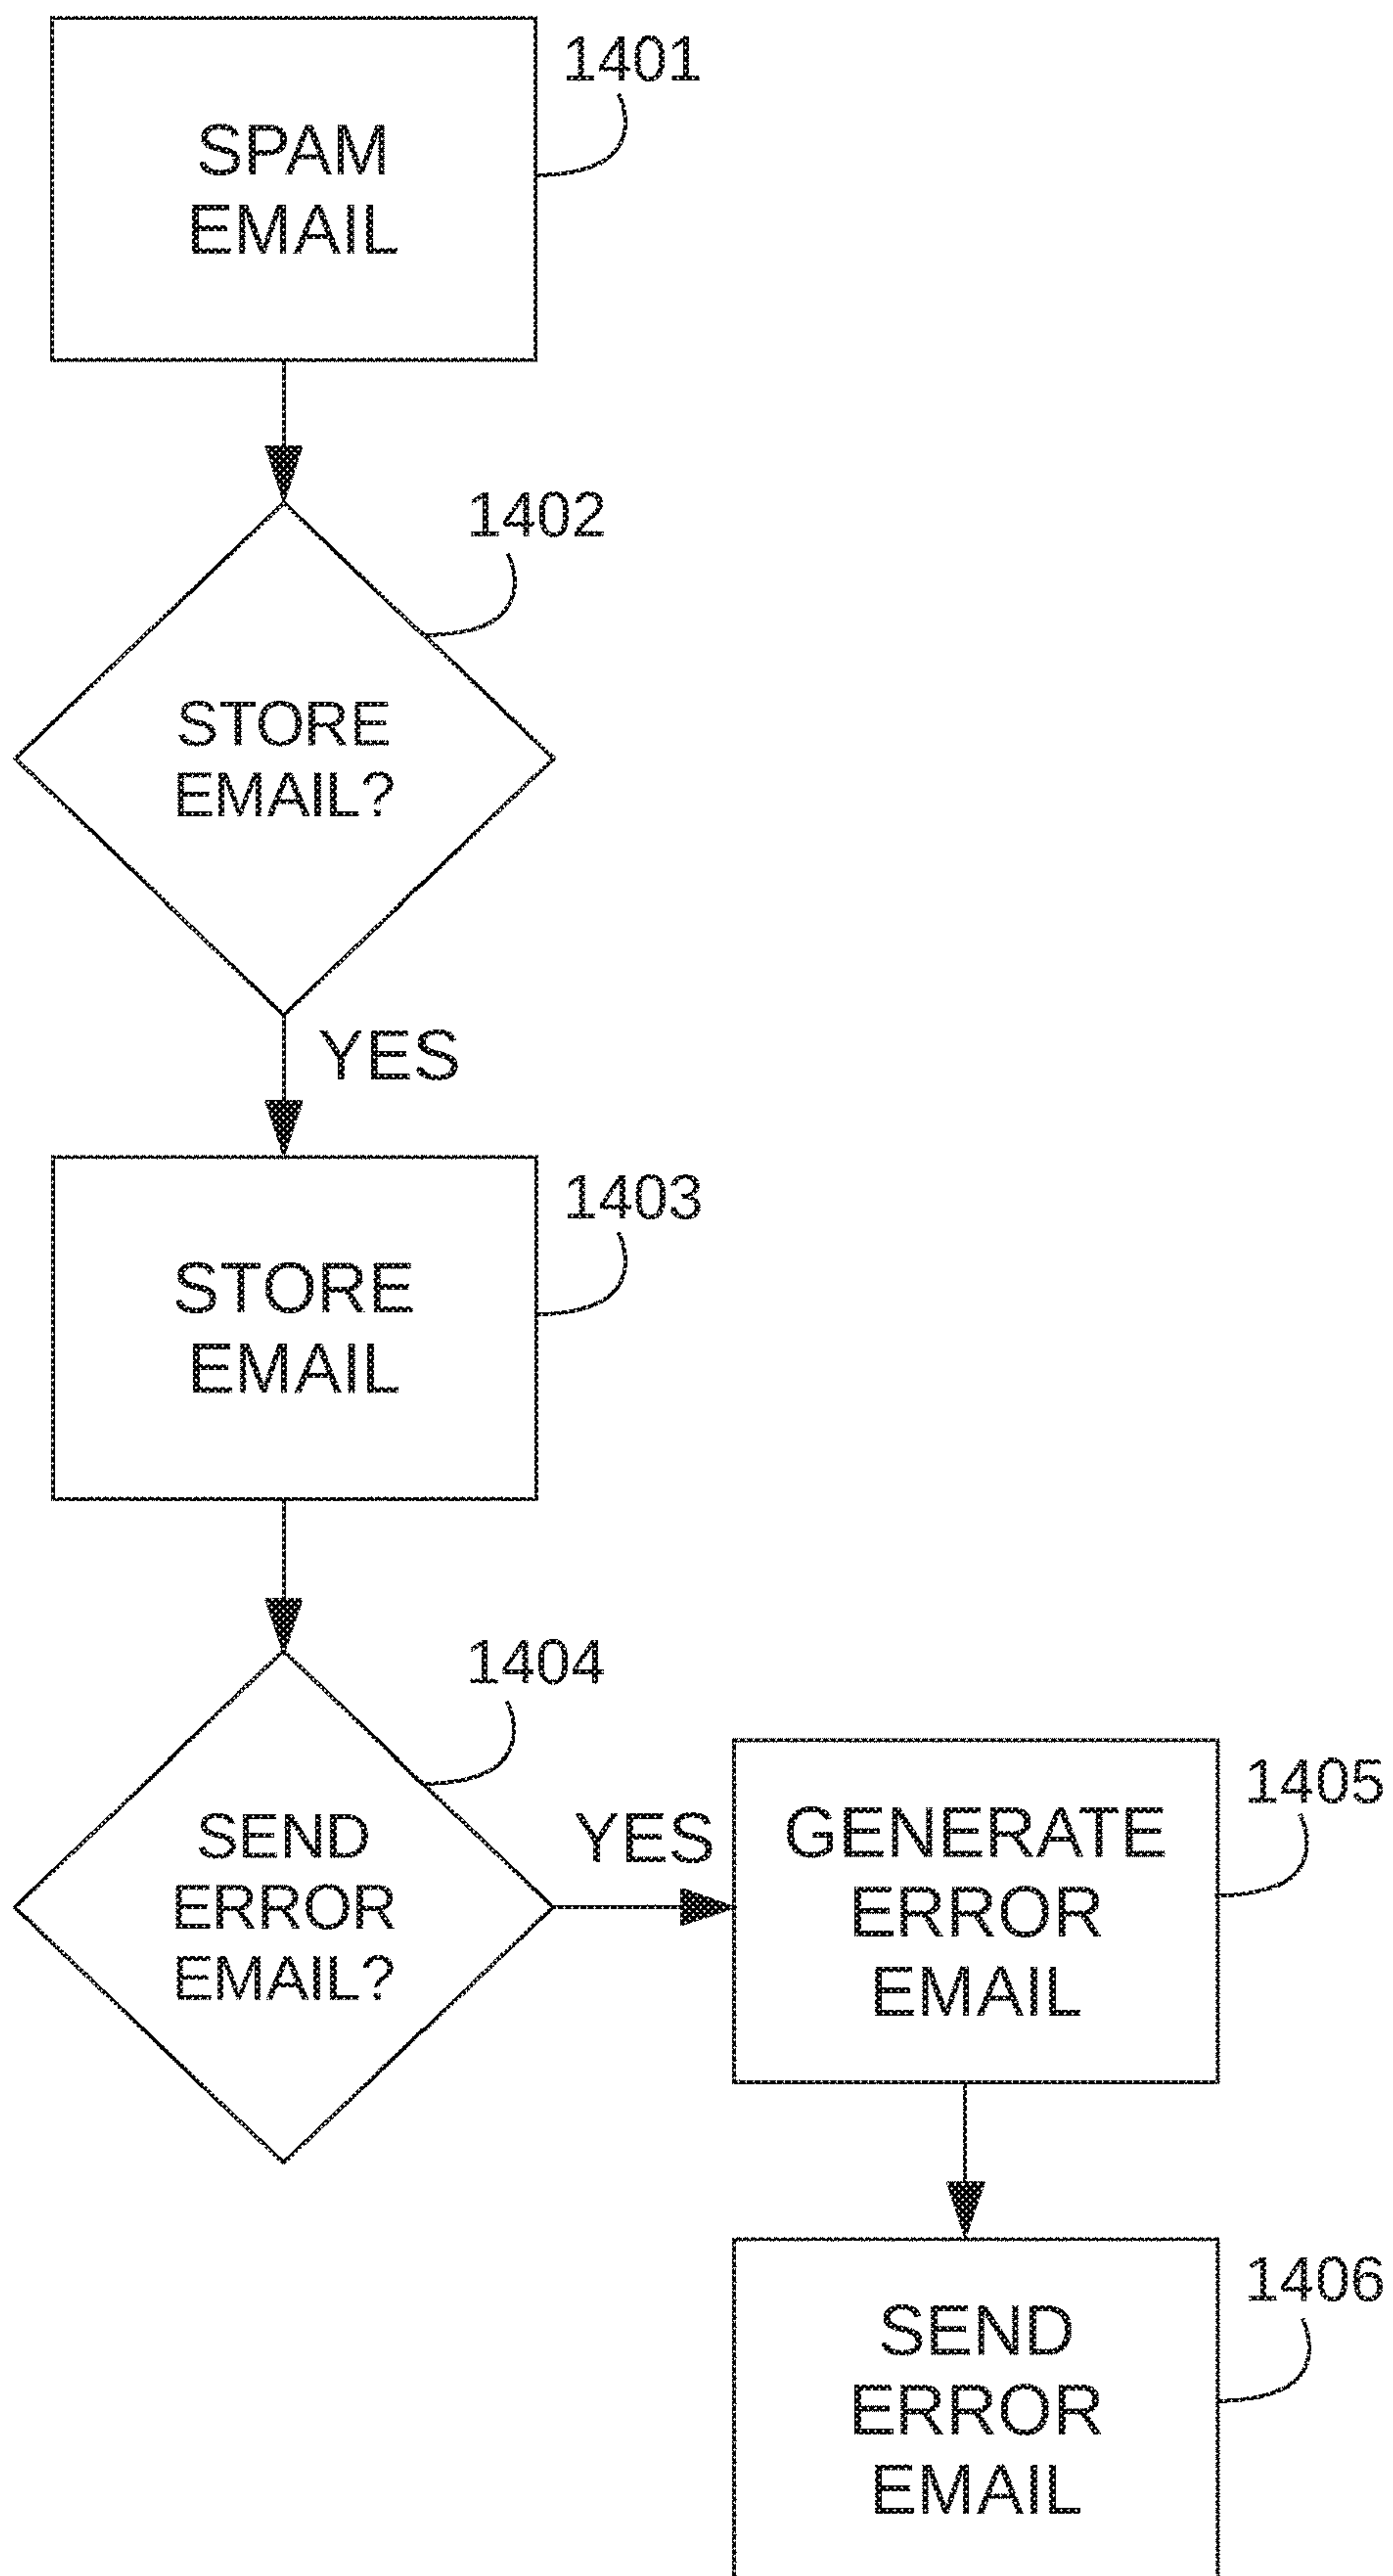 1401
SPAM
EMAIL
1402
STORE
EMAIL?
YES
1403
STORE
EMAIL
1404
SEND
ERROR
EMAIL?
YES
1405
GENERATE
ERROR
EMAIL
1406
SEND
ERROR
EMAIL